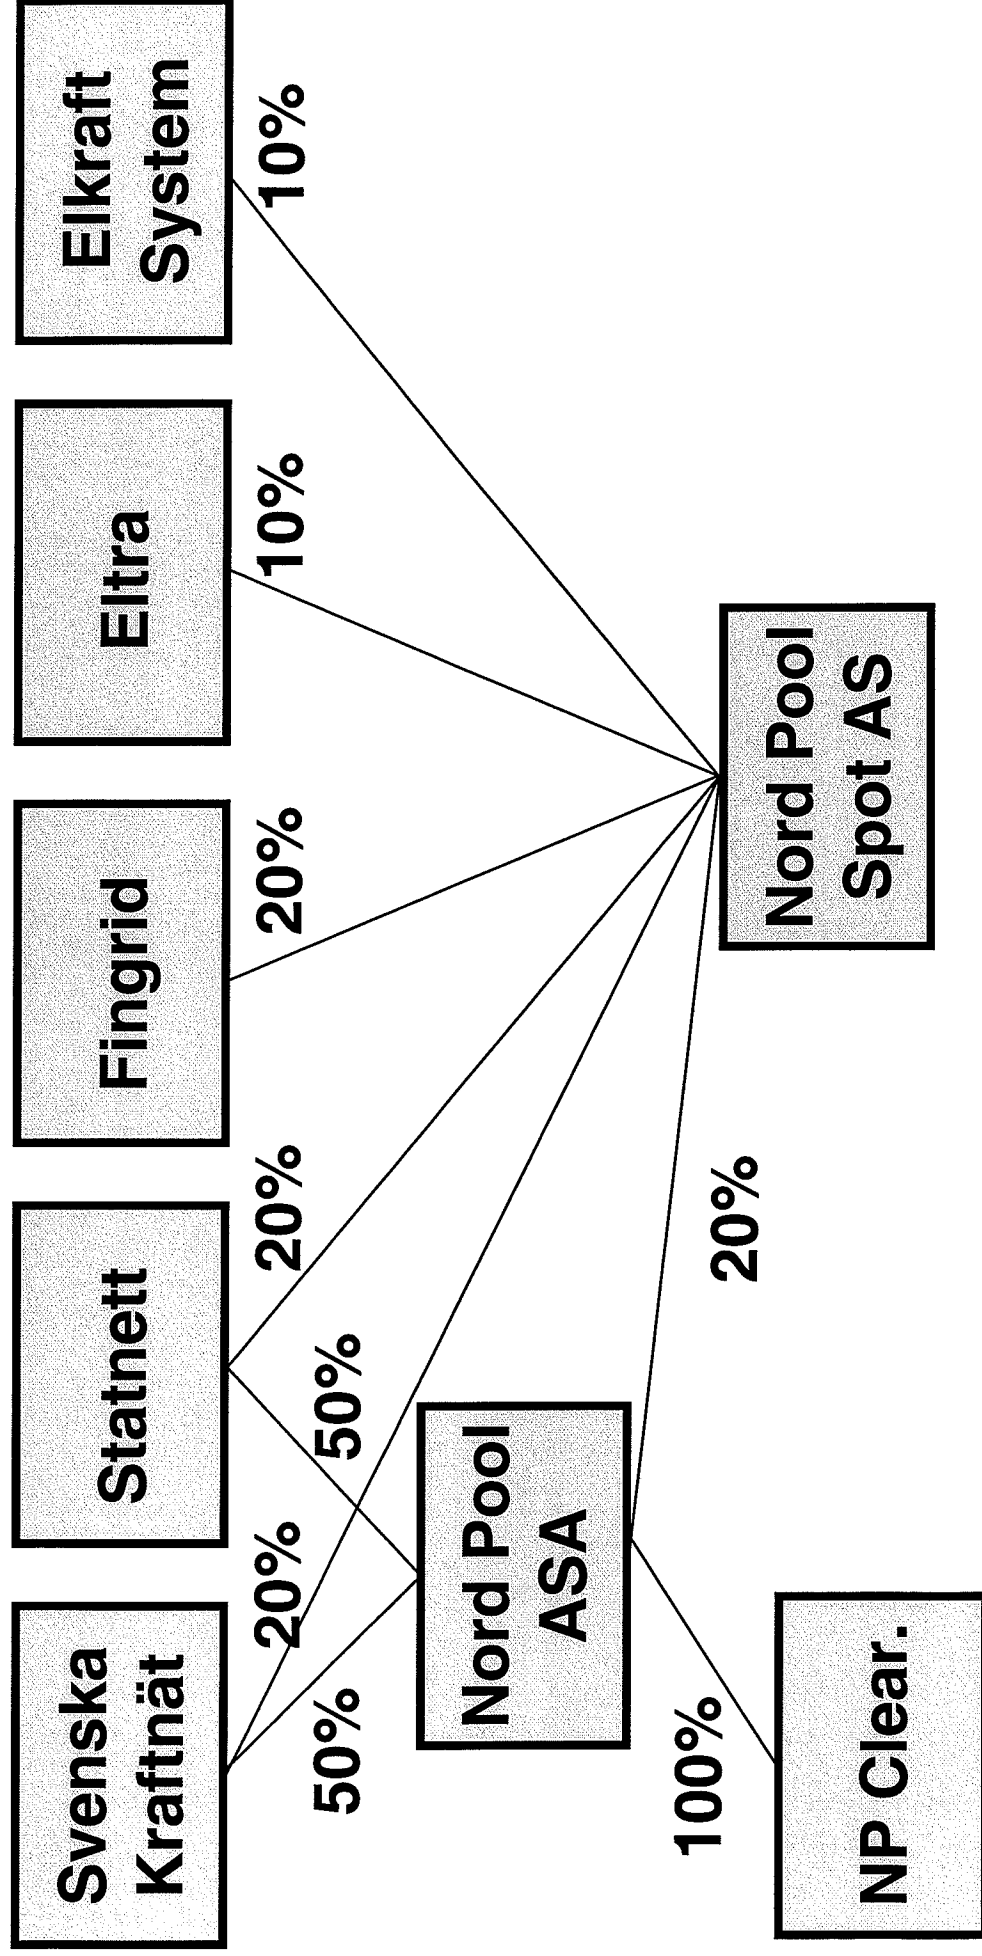 Svenska
Kraftnät
Statnett
Fingrid
Eltra
Elkraft
System
20%
20%
20%
10%
10%
50%
50%
Nord Pool
ASA
100%
20%
NP Clear.
Nord Pool
Spot AS